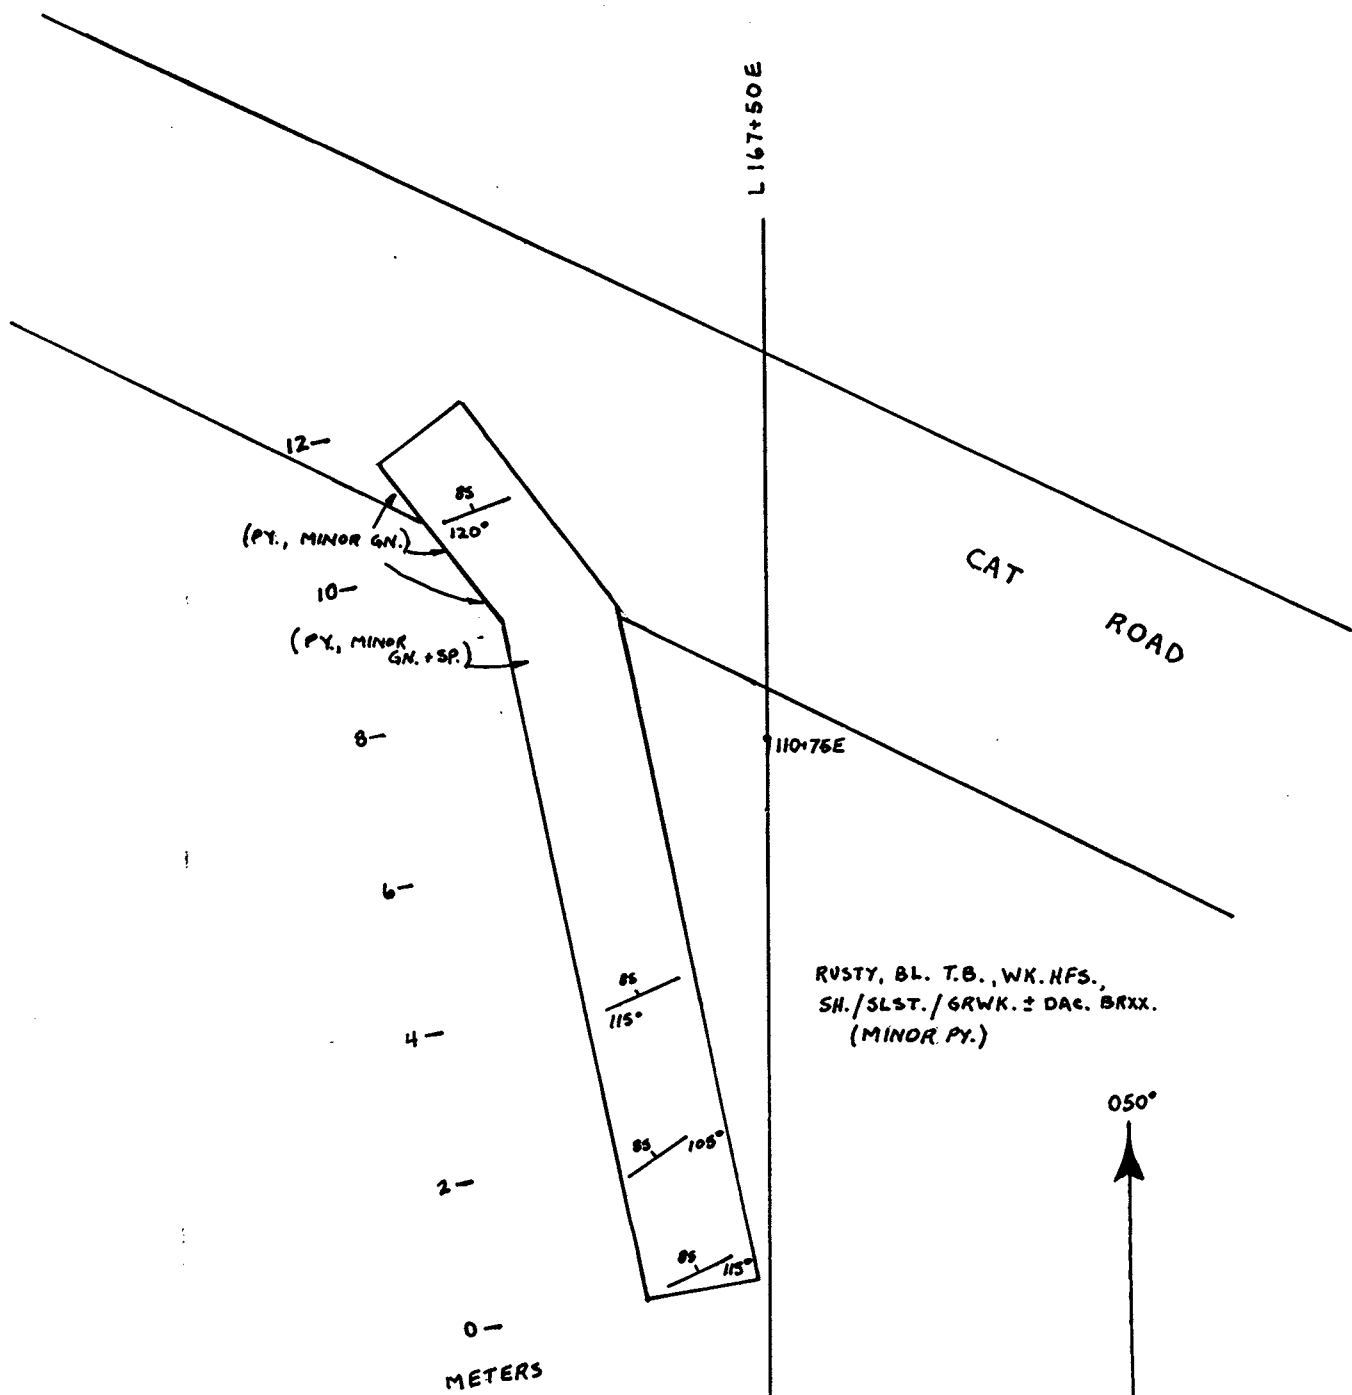 L 167+50E
12
85
120°
(PY., MINOR GN.)
10
(PY., MINOR
GN. + SP.)
CAT
ROAD
8
110+75E
6
85
115°
RUSTY, BL. T.B., WK. HFS.,
SH./SLST./GRWK. ± DAC. BRXX.
(MINOR PY.)
4
050°
85
105°
2
85
115°
0
METERS